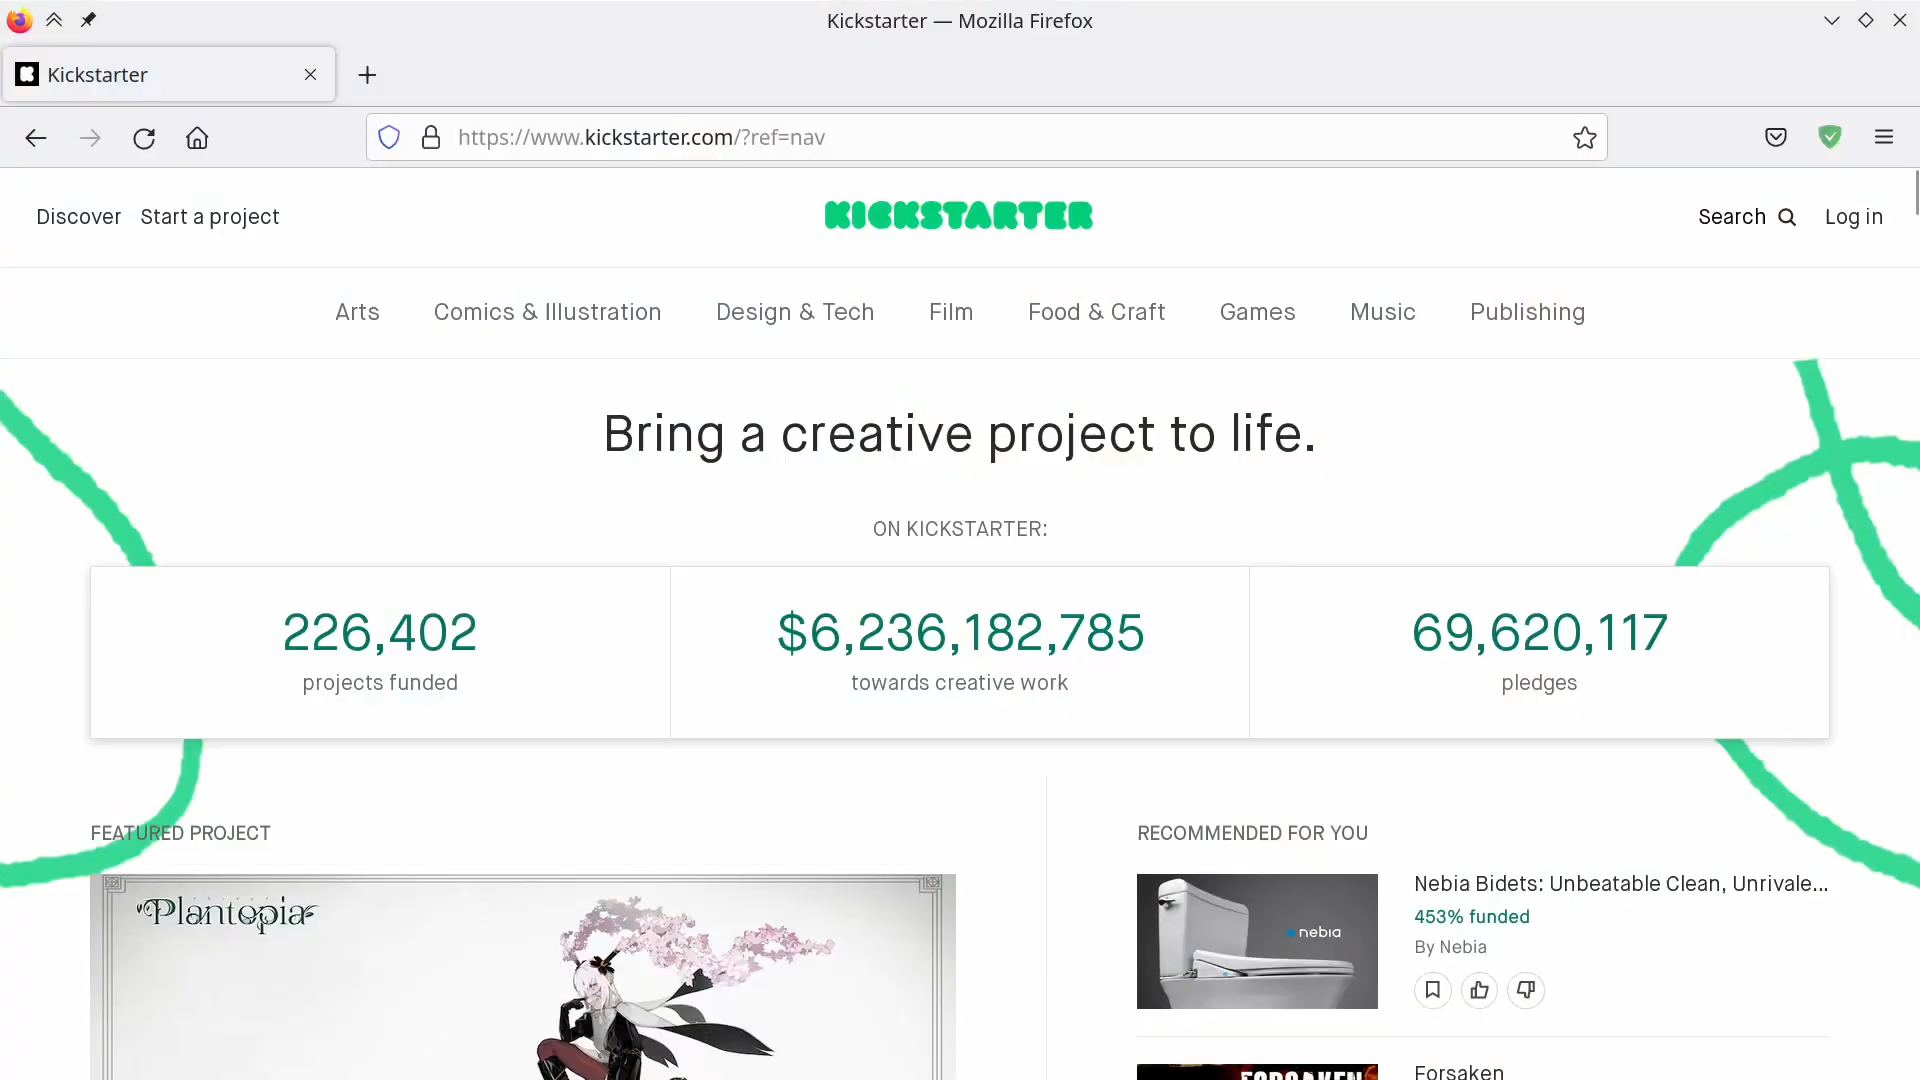 Kickstarter — Mozilla Firefox
Kickstarter
https://www.kickstarter.com/?ref=nav
Discover
Start a project
KICKSTARTER
Search
Log in
Arts
Comics & Illustration
Design & Tech
Film
Food & Craft
Games
Music
Publishing
Bring a creative project to life.
ON KICKSTARTER:
226,402
projects funded
$6,236,182,785
towards creative work
69,620,117
pledges
FEATURED PROJECT
Plantopia
RECOMMENDED FOR YOU
nebia
Nebia Bidets: Unbeatable Clean, Unrivale...
453% funded
By Nebia
FORSAKEN
Forsaken